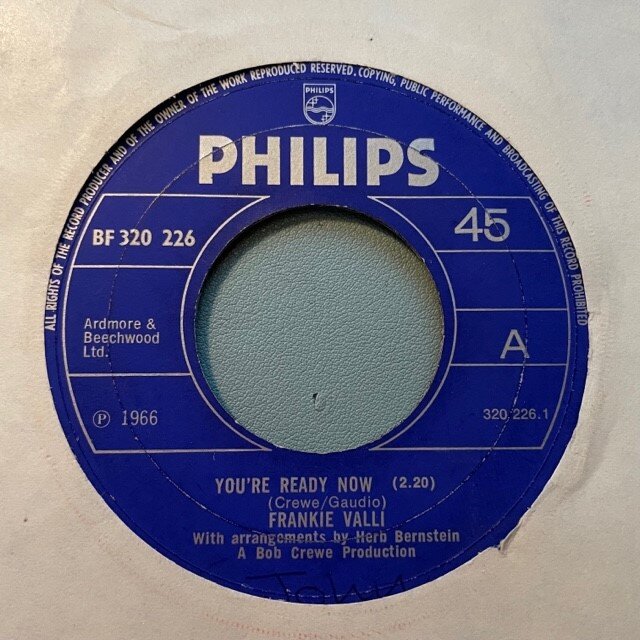 ALL RIGHTS OF THE RECORD PRODUCER AND OF THE OWNER OF THE WORK REPRODUCED RESERVED. COPYING, PUBLIC PERFORMANCE AND BROADCASTING OF THIS RECORD PROHIBITED
PHILIPS
PHILIPS
BF 320 226
45
Ardmore &
Beechwood
Ltd.
A
Ⓟ 1966
320.226.1
YOU'RE READY NOW (2.20)
(Crewe/Gaudio)
FRANKIE VALLI
With arrangements by Herb Bernstein
A Bob Crewe Production